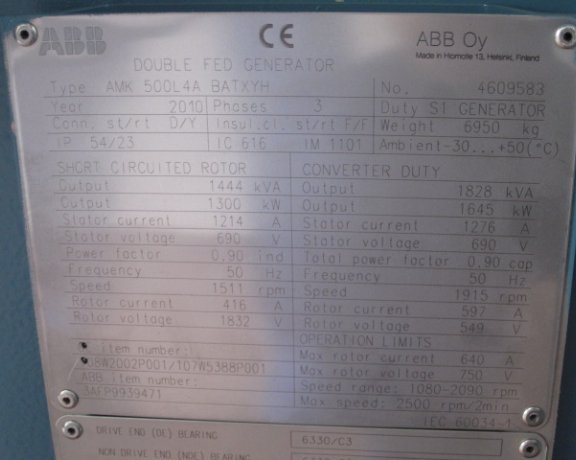 ABB CE ABB Oy
Made in Hiomotie 13, Helsinki, Finland
DOUBLE FED GENERATOR
Type AMK 500L4A BATXYH No. 4609583
Year 2010 Phases 3 Duty S1 GENERATOR
Conn. st/rt D/Y Insul.cl. st/rt F/F Weight 6950 kg
IP 54/23 IC 616 IM 1101 Ambient-30...+50(°C)
SHORT CIRCUITED ROTOR
Output 1444 kVA
Output 1300 kW
Stator current 1214 A
Stator voltage 690 V
Power factor 0.90 ind
Frequency 50 Hz
Speed 1511 rpm
Rotor current 416 A
Rotor voltage 1832 V
item number:
W2002P001/107W5388P001
ABB item number:
3AFP9939471
CONVERTER DUTY
Output 1828 kVA
Output 1645 kW
Stator current 1276 A
Stator voltage 690 V
Total power factor 0.90 cap
Frequency 50 Hz
Speed 1915 rpm
Rotor current 597 A
Rotor voltage 549 V
OPERATION LIMITS
Max rotor current 640 A
Max rotor voltage 750 V
Speed range: 1080-2090 rpm
Max speed: 2500 rpm/2min
IEC 60034-1
DRIVE END (DE) BEARING 6330/C3
NON DRIVE END (NDE) BEARING